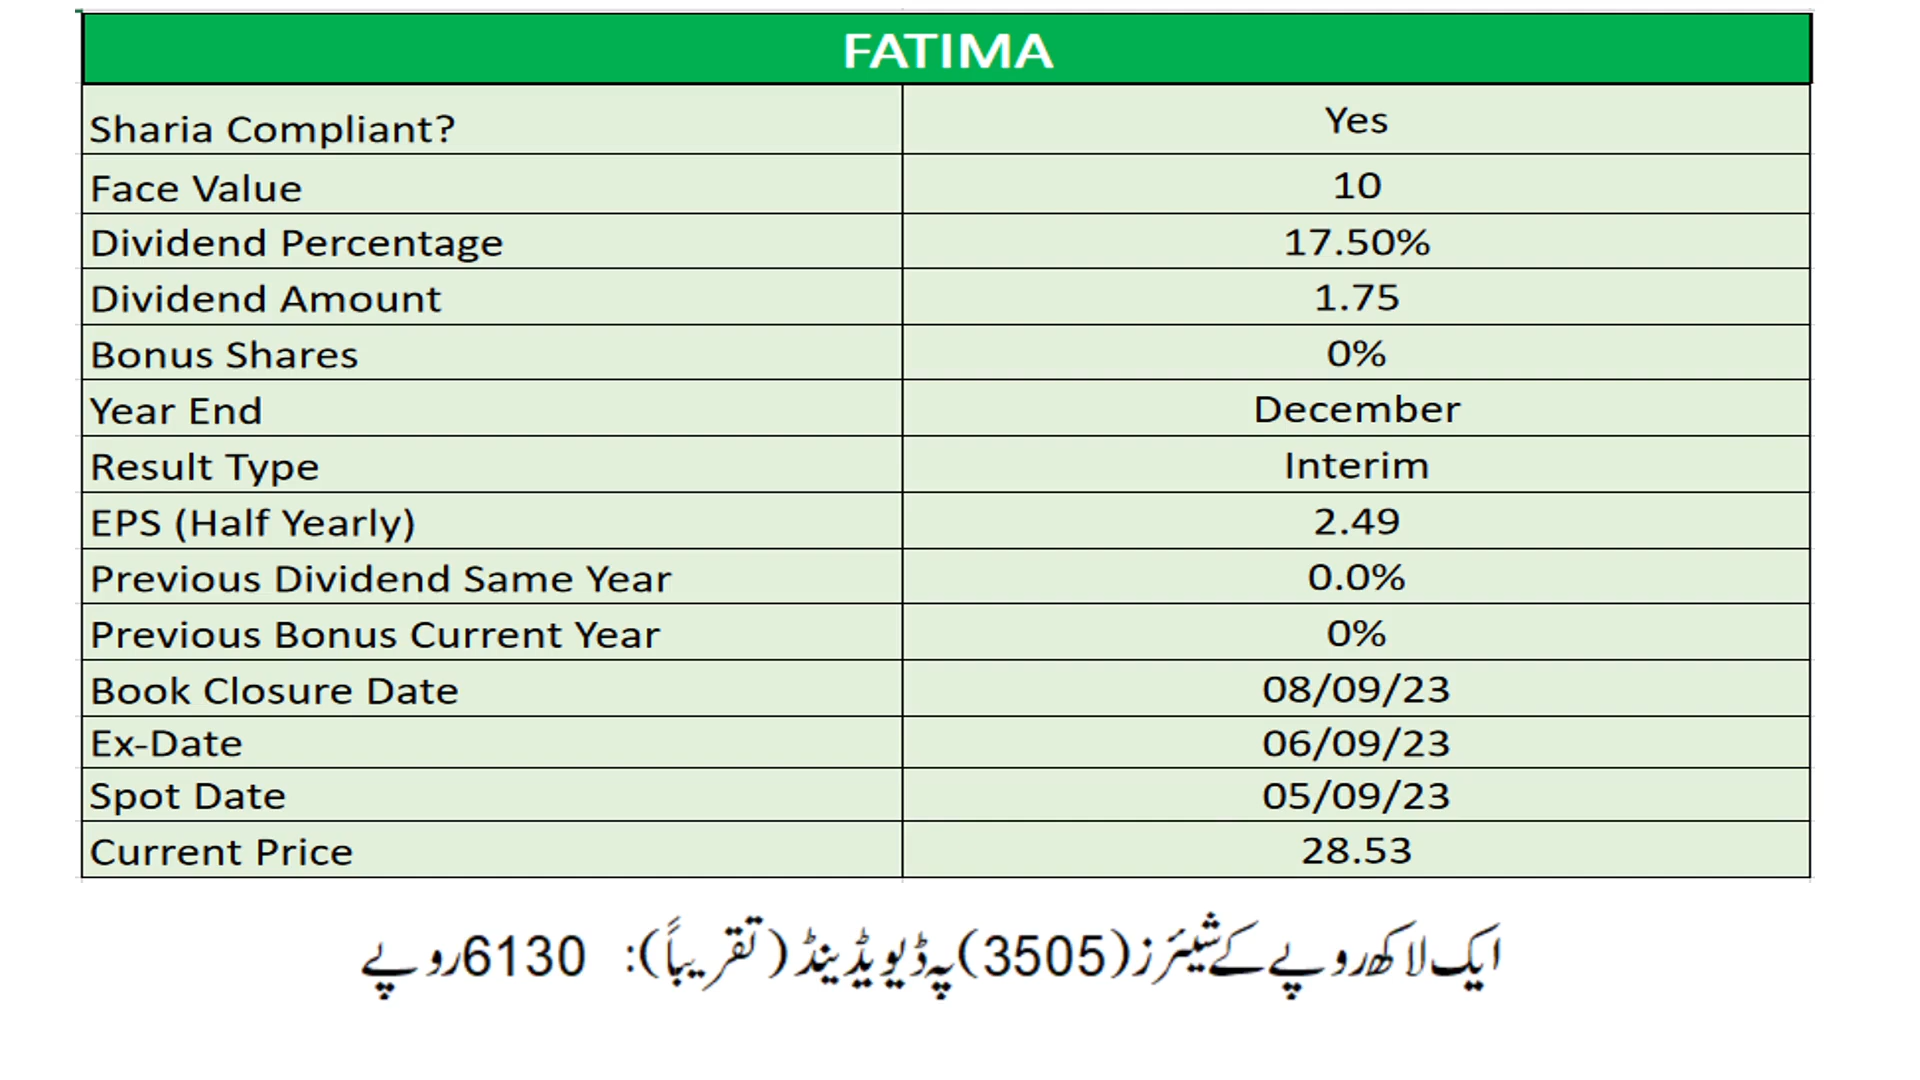 FATIMA
Sharia Compliant? Yes
Face Value 10
Dividend Percentage 17.50%
Dividend Amount 1.75
Bonus Shares 0%
Year End December
Result Type Interim
EPS (Half Yearly) 2.49
Previous Dividend Same Year 0.0%
Previous Bonus Current Year 0%
Book Closure Date 08/09/23
Ex-Date 06/09/23
Spot Date 05/09/23
Current Price 28.53
ایک لاکھ روپے کے شیئرز (3505) پہ ڈیویڈینڈ (تقریباً): 6130 روپے